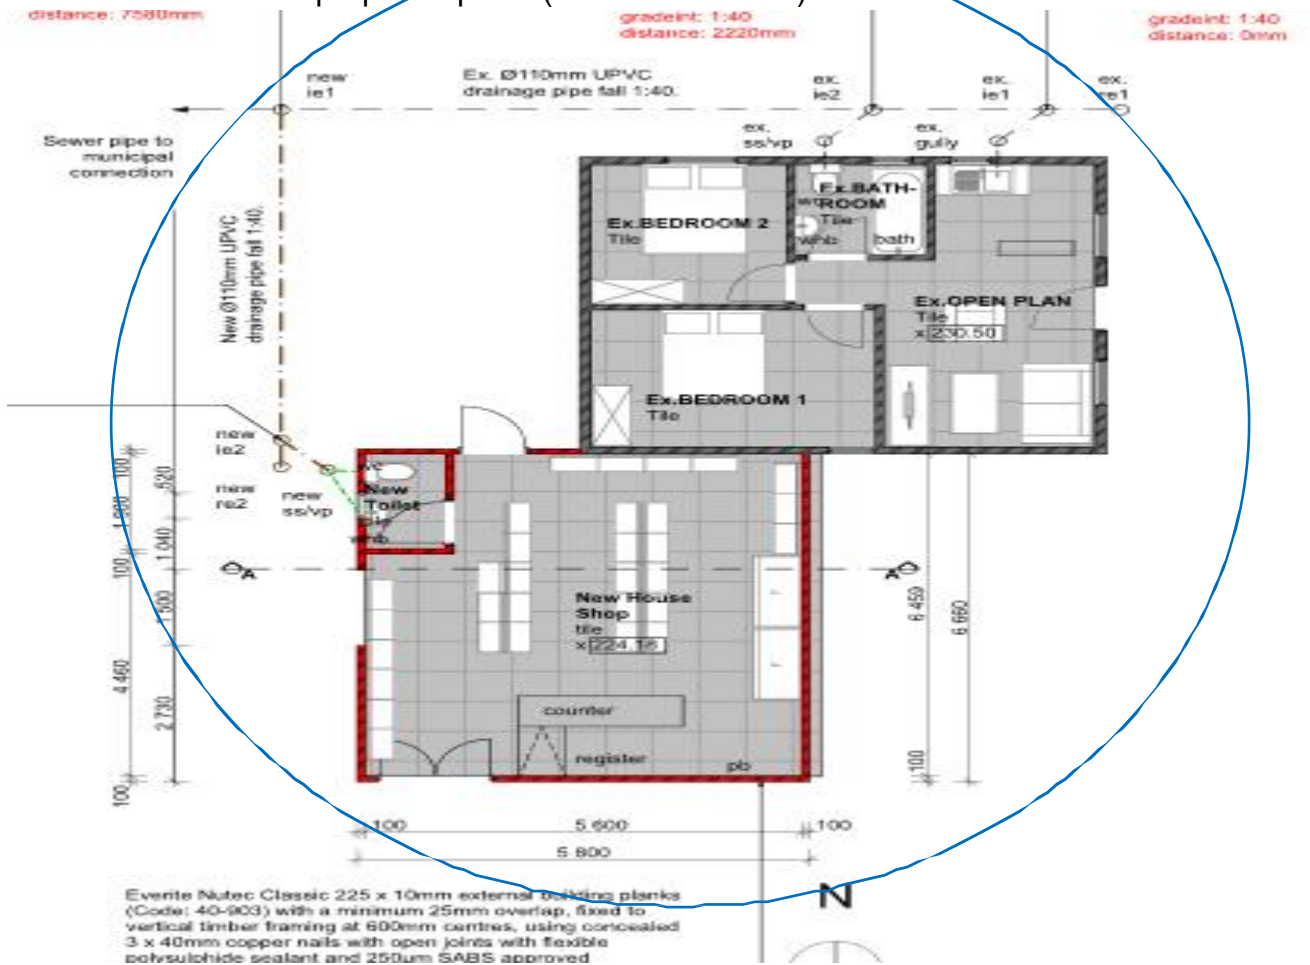 distance: 7580mm
gradeint: 1:40
distance: 2220mm
gradeint: 1:40
distance: 0mm
new
ie1
Ex. Ø110mm UPVC
drainage pipe fall 1:40.
ex.
ie2
ex.
ie1
ex.
re1
Sewer pipe to
municipal
connection
ex.
ss/vp
ex.
gully
New Ø110mm UPVC
drainage pipe fall 1:40.
Ex.BEDROOM 2
Tile
Ex.BATH-
ROOM
Tile
wc
whb
bath
Ex.OPEN PLAN
Tile
x 230.50
Ex.BEDROOM 1
Tile
new
ie2
new
re2
new
ss/vp
wc
New
Toilet
tile
whb
A
A
New House
Shop
tile
x 224.16
counter
register
pb
100
520
1 040
100
4 460
2 730
100
6 459
6 660
100
100
5 600
100
5 800
N
Everite Nutec Classic 225 x 10mm external building planks
(Code: 40-903) with a minimum 25mm overlap, fixed to
vertical timber framing at 600mm centres, using concealed
3 x 40mm copper nails with open joints with flexible
polysulphide sealant and 250µm SABS approved